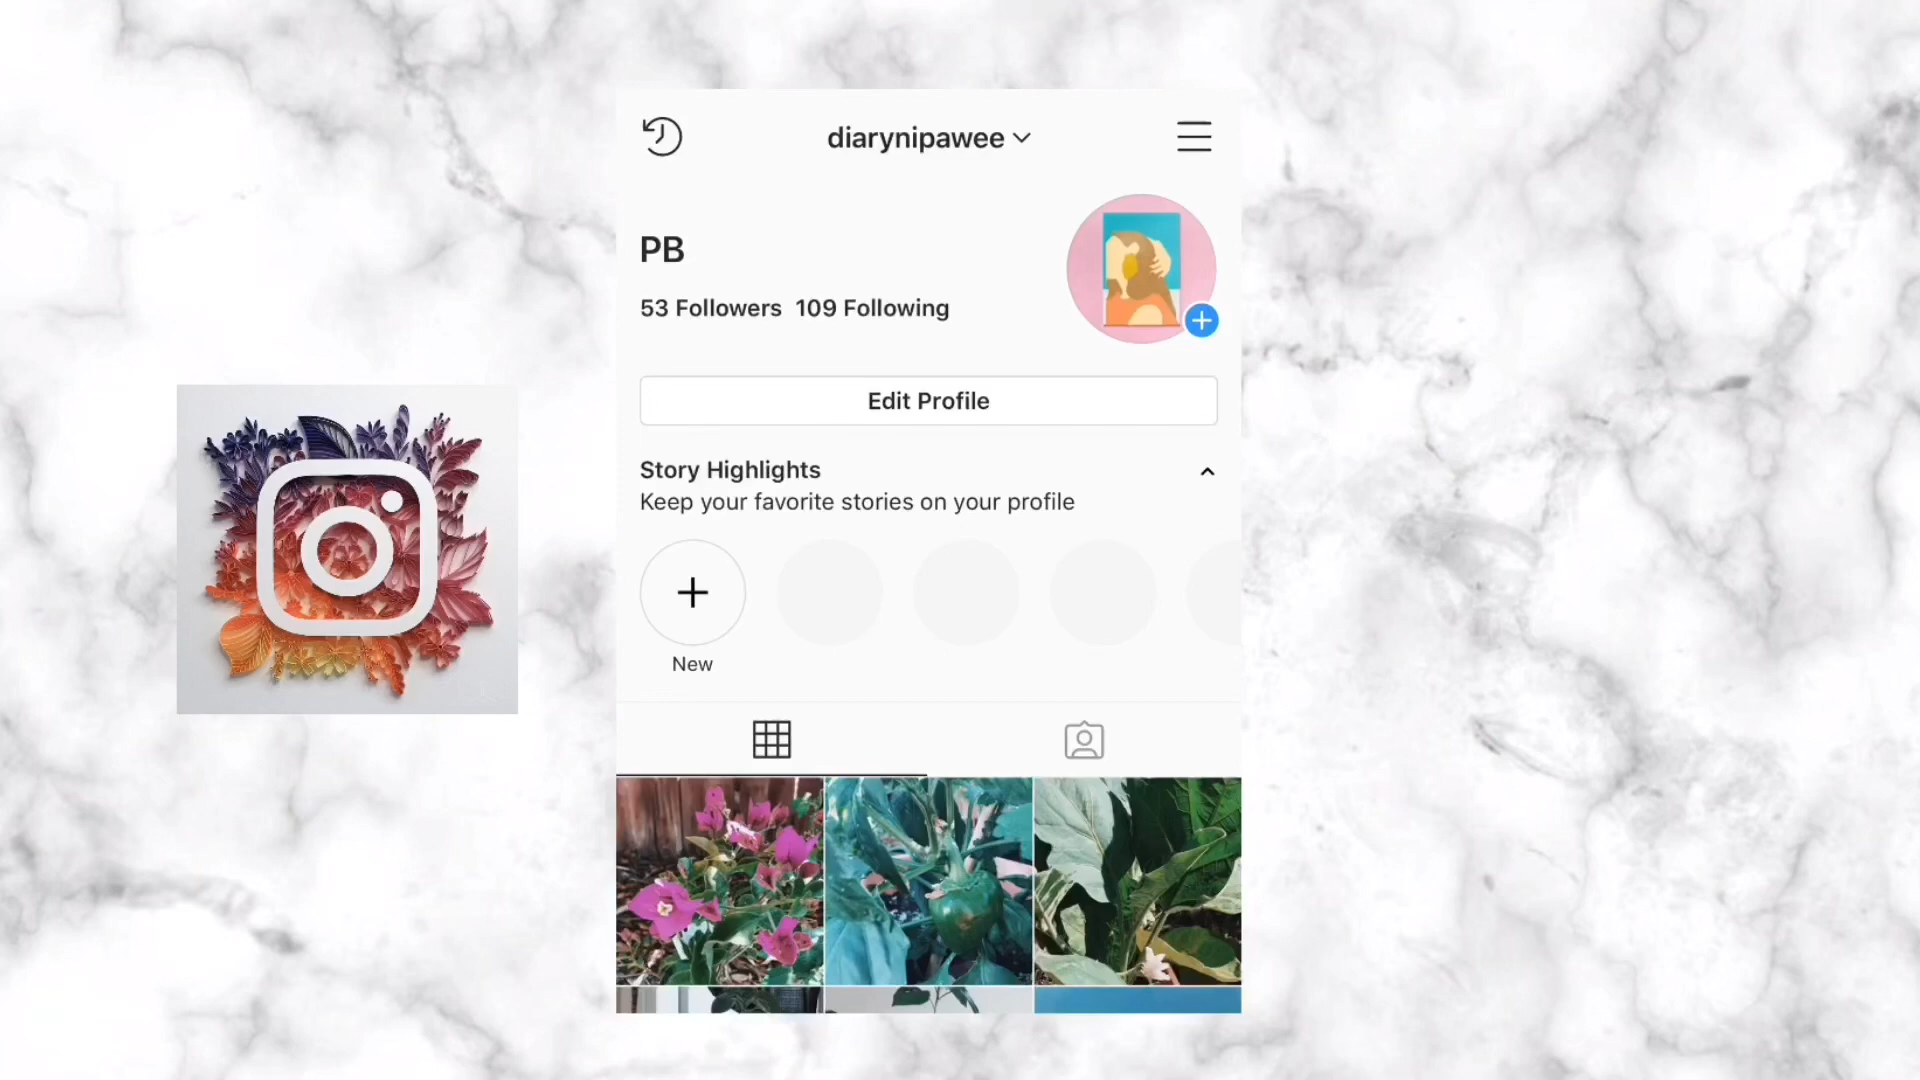 diarynipawee
PB
53 Followers 109 Following
Edit Profile
Story Highlights
Keep your favorite stories on your profile
New